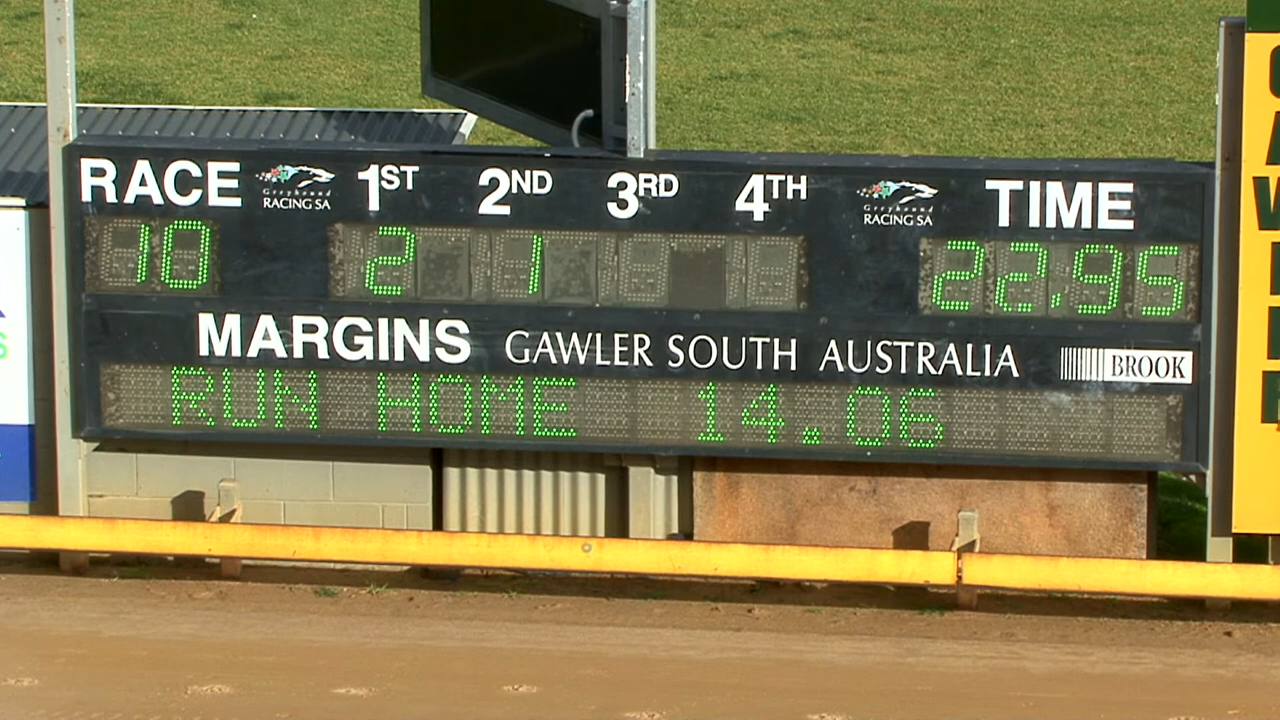 RACE Greyhound RACING SA 1ST 2ND 3RD 4TH Greyhound RACING SA TIME
10 2 1 22.95
MARGINS GAWLER SOUTH AUSTRALIA BROOK
RUN HOME 14.06